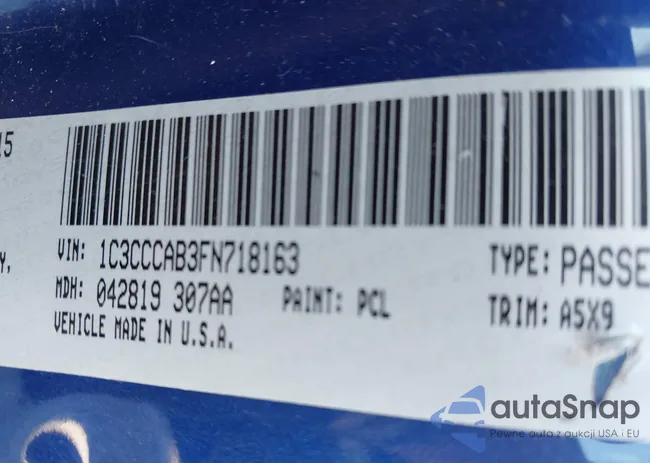 15
Y,
VIN: 1C3CCCAB3FN718163
TYPE: PASSE
MDH: 042819 307AA
PAINT: PCL
TRIM: A5X9
VEHICLE MADE IN U.S.A.
autaSnap
Pewne auta z aukcji USA i EU